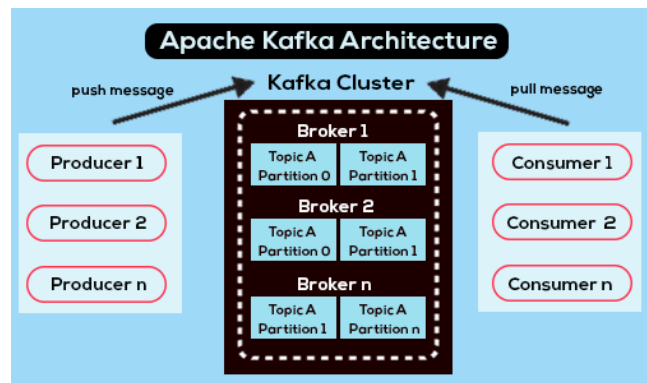 Apache Kafka Architecture
push message
Kafka Cluster
pull message
Producer 1
Producer 2
Producer n
Broker 1
Topic A
Partition 0
Topic A
Partition 1
Broker 2
Topic A
Partition 0
Topic A
Partition 1
Broker n
Topic A
Partition 1
Topic A
Partition n
Consumer 1
Consumer 2
Consumer n